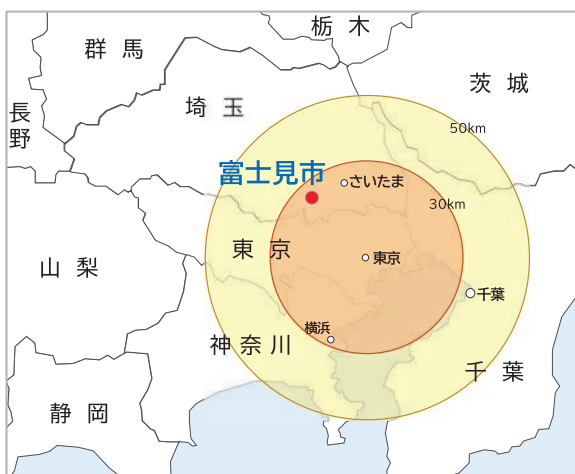 栃木
群馬
茨城
長野
埼玉
50km
富士見市
さいたま
30km
東京
東京
山梨
千葉
横浜
神奈川
千葉
静岡